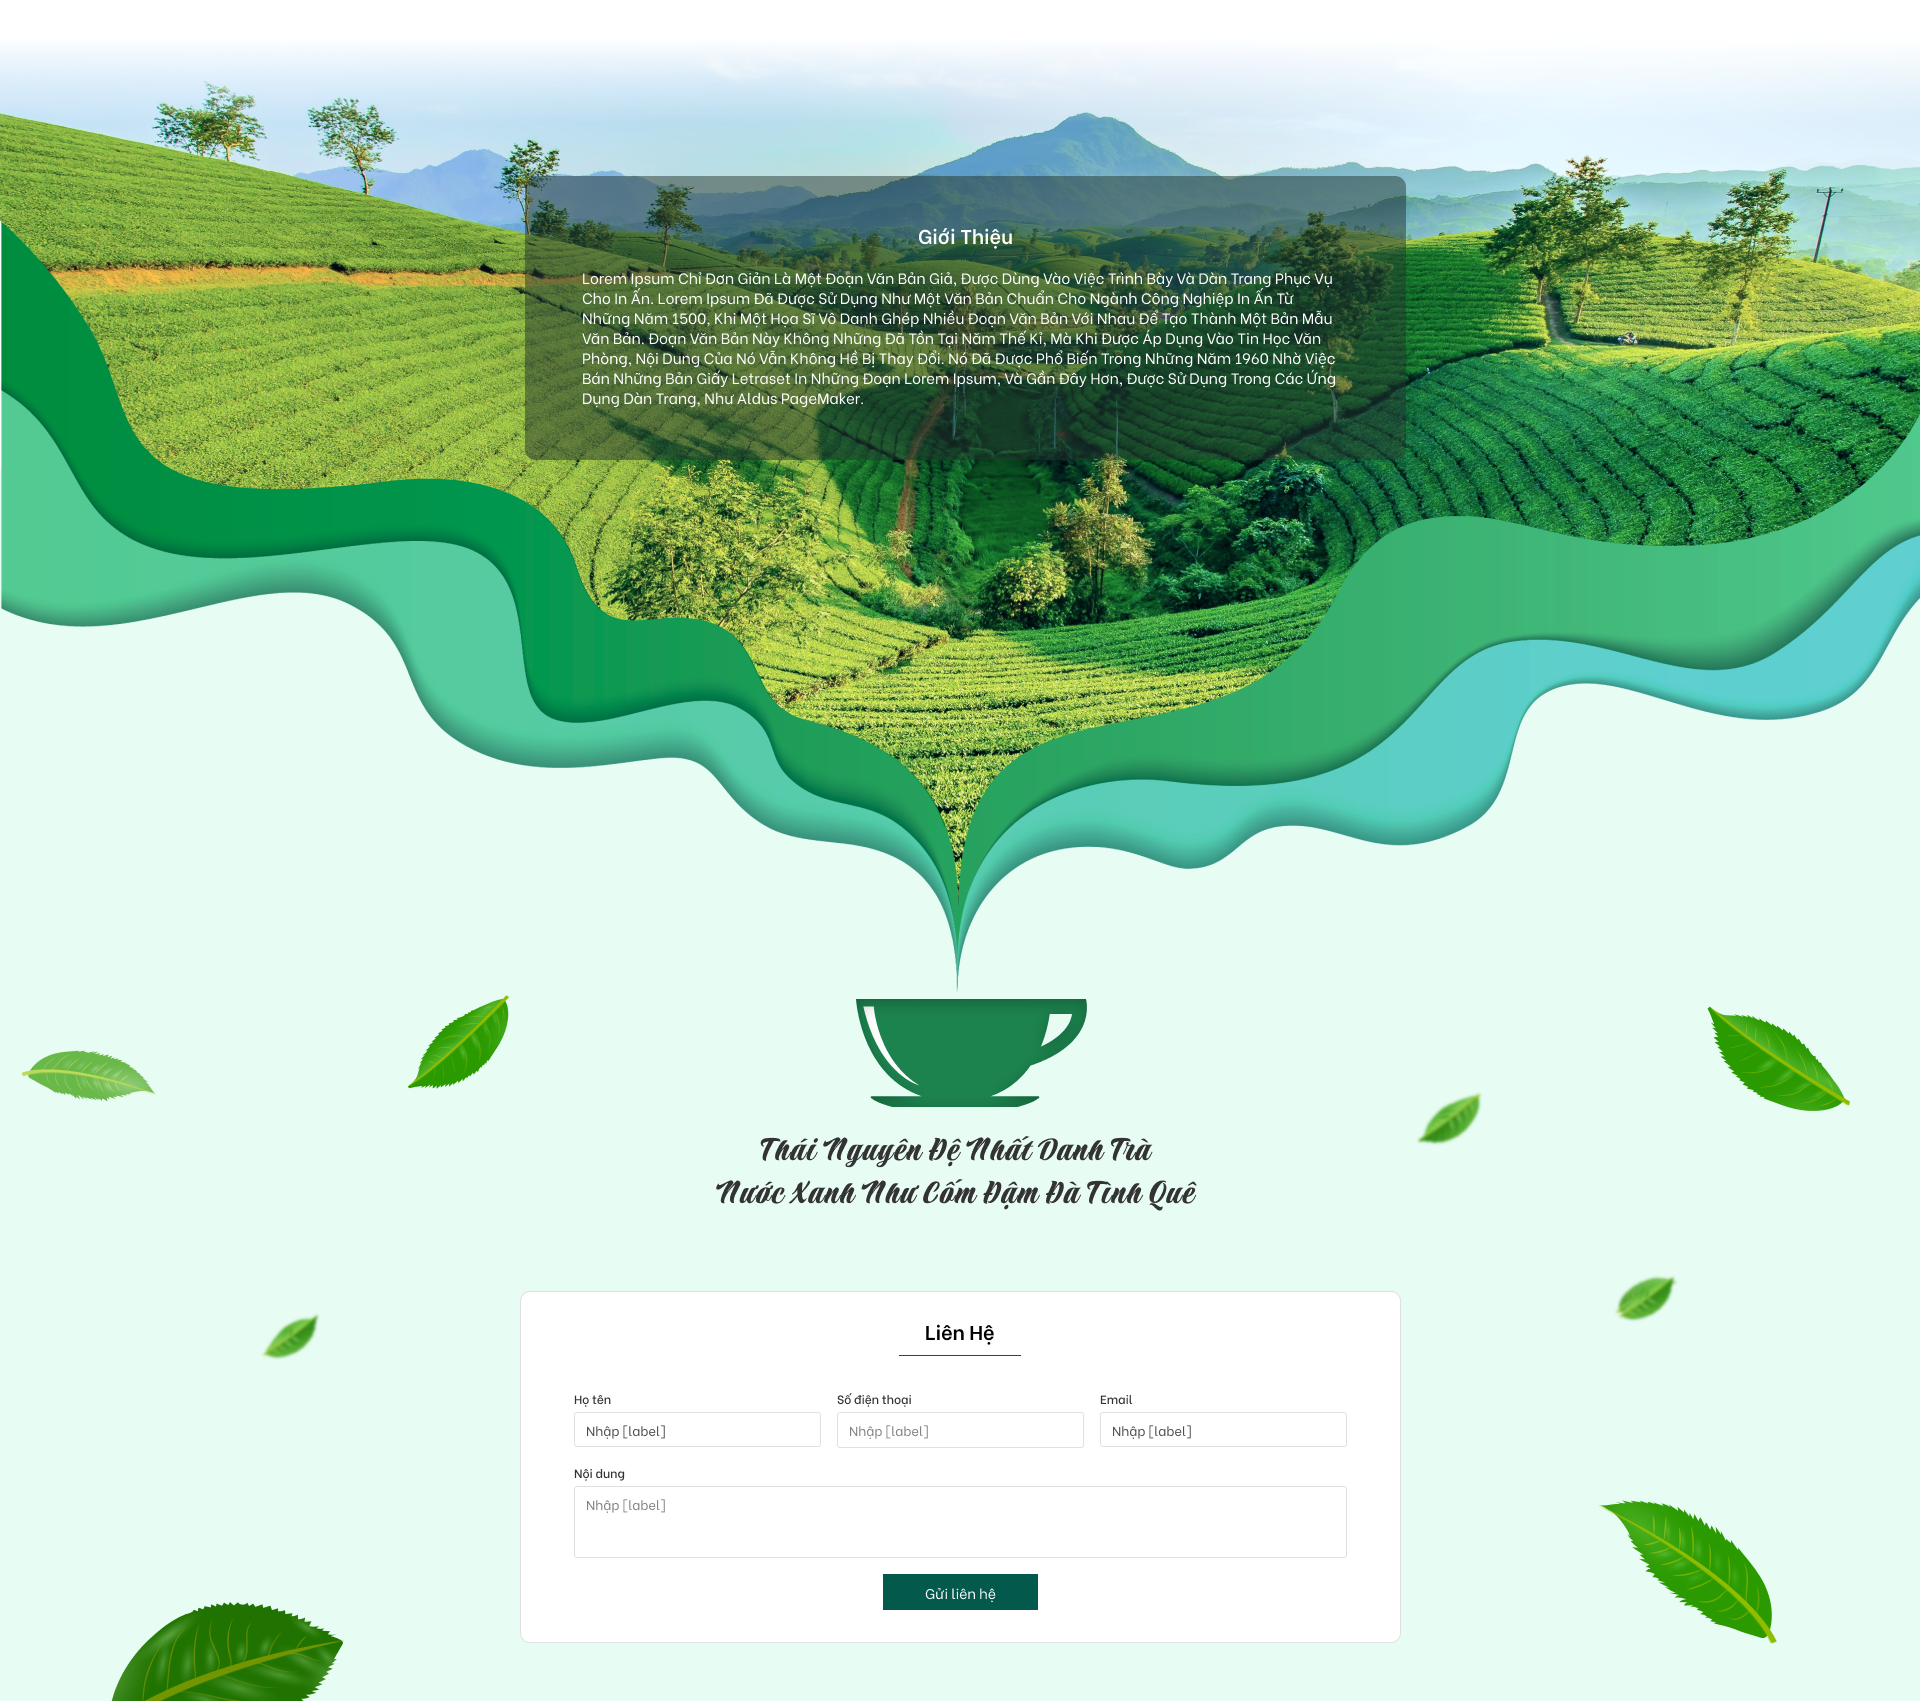 Giới Thiệu
Lorem Ipsum Chỉ Đơn Giản Là Một Đoạn Văn Bản Giả, Được Dùng Vào Việc Trình Bày Và Dàn Trang Phục Vụ
Cho In Ấn. Lorem Ipsum Đã Được Sử Dụng Như Một Văn Bản Chuẩn Cho Ngành Công Nghiệp In Ấn Từ
Những Năm 1500, Khi Một Họa Sĩ Vô Danh Ghép Nhiều Đoạn Văn Bản Với Nhau Để Tạo Thành Một Bản Mẫu
Văn Bản. Đoạn Văn Bản Này Không Những Đã Tồn Tại Năm Thế Kỉ, Mà Khi Được Áp Dụng Vào Tin Học Văn
Phòng, Nội Dung Của Nó Vẫn Không Hề Bị Thay Đổi. Nó Đã Được Phổ Biến Trong Những Năm 1960 Nhờ Việc
Bán Những Bản Giấy Letraset In Những Đoạn Lorem Ipsum, Và Gần Đây Hơn, Được Sử Dụng Trong Các Ứng
Dụng Dàn Trang, Như Aldus PageMaker.
Thái Nguyên Đệ Nhất Danh Trà
Nước Xanh Như Cốm Đậm Đà Tình Quê
Liên Hệ
Họ tên
Số điện thoại
Email
Nhập [label]
Nhập [label]
Nhập [label]
Nội dung
Nhập [label]
Gửi liên hệ